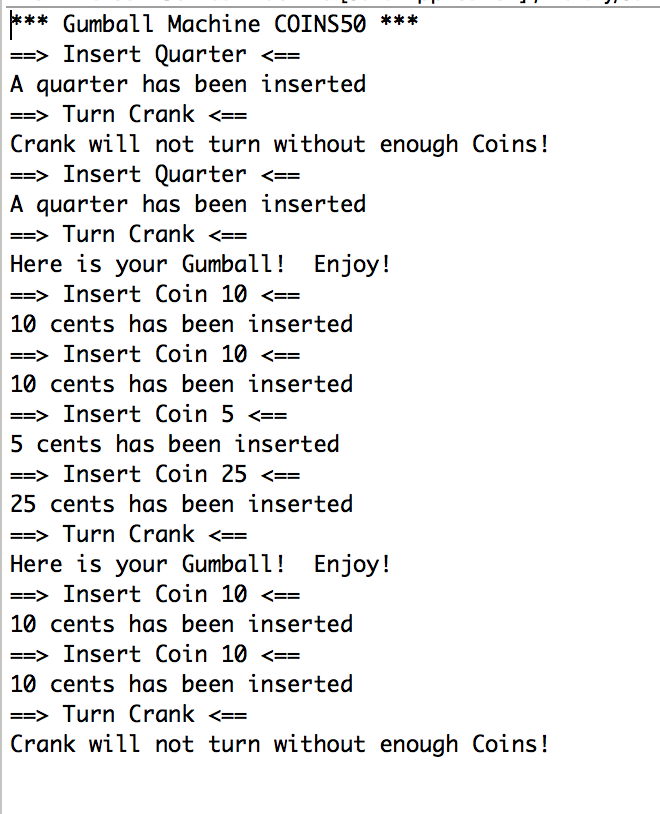 *** Gumball Machine COINS50 ***
==> Insert Quarter <==
A quarter has been inserted
==> Turn Crank <==
Crank will not turn without enough Coins!
==> Insert Quarter <==
A quarter has been inserted
==> Turn Crank <==
Here is your Gumball!  Enjoy!
==> Insert Coin 10 <==
10 cents has been inserted
==> Insert Coin 10 <==
10 cents has been inserted
==> Insert Coin 5 <==
5 cents has been inserted
==> Insert Coin 25 <==
25 cents has been inserted
==> Turn Crank <==
Here is your Gumball!  Enjoy!
==> Insert Coin 10 <==
10 cents has been inserted
==> Insert Coin 10 <==
10 cents has been inserted
==> Turn Crank <==
Crank will not turn without enough Coins!